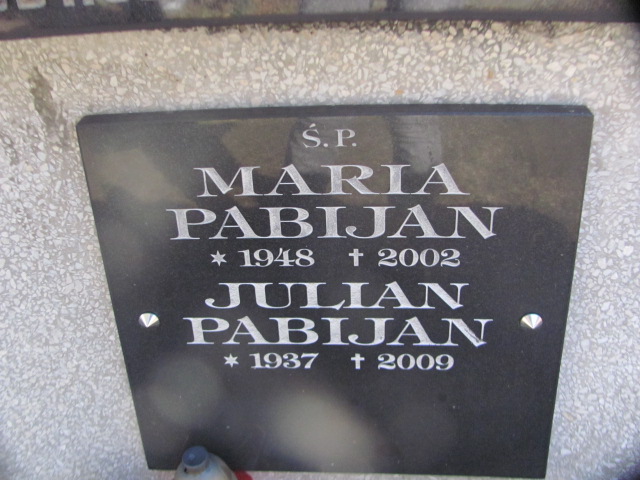 Ś.P.
MARIA
PABIJAN
* 1948 † 2002
JULIAN
PABIJAN
* 1937 † 2009